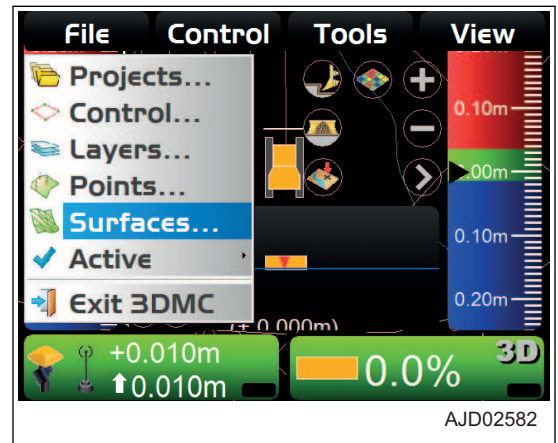 File Control Tools View
Projects...
Control...
Layers...
Points...
Surfaces...
Active
Exit 3DMC
0.10m
0.00m
0.10m
0.20m
(± 0.000m)
+0.010m
0.010m
0.0%
3D
AJD02582